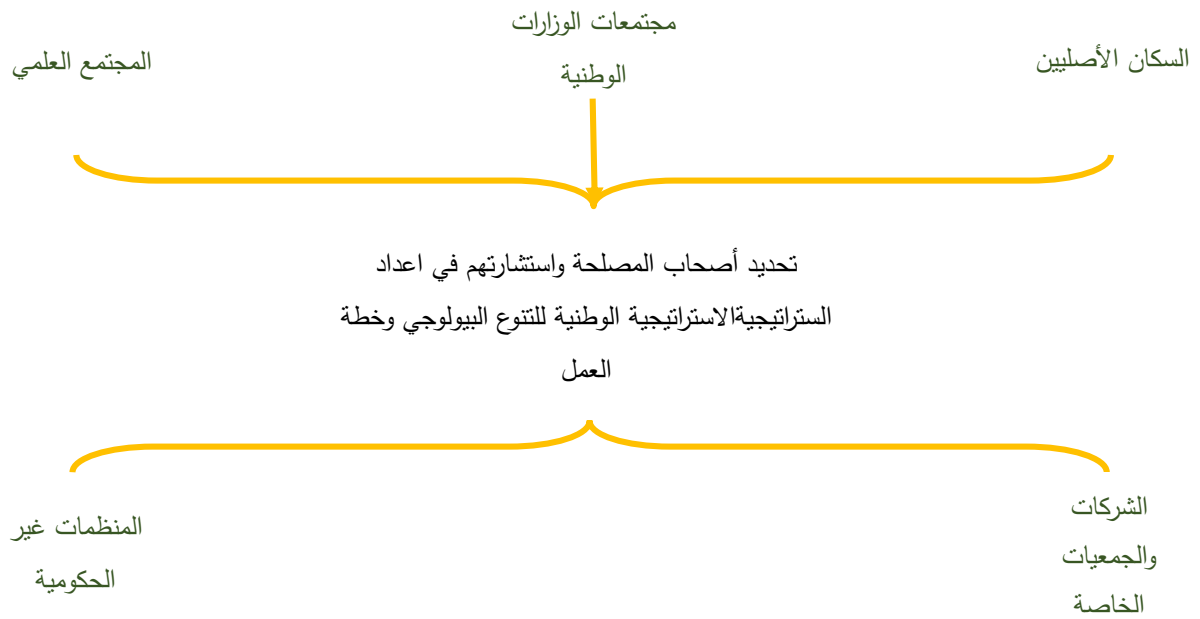 السكان الأصليين
مجتمعات الوزارات
الوطنية
المجتمع العلمي
تحديد أصحاب المصلحة واستشارتهم في اعداد
الستراتيجيةالاستراتيجية الوطنية للتنوع البيولوجي وخطة
العمل
الشركات
والجمعيات
الخاصة
المنظمات غير
الحكومية